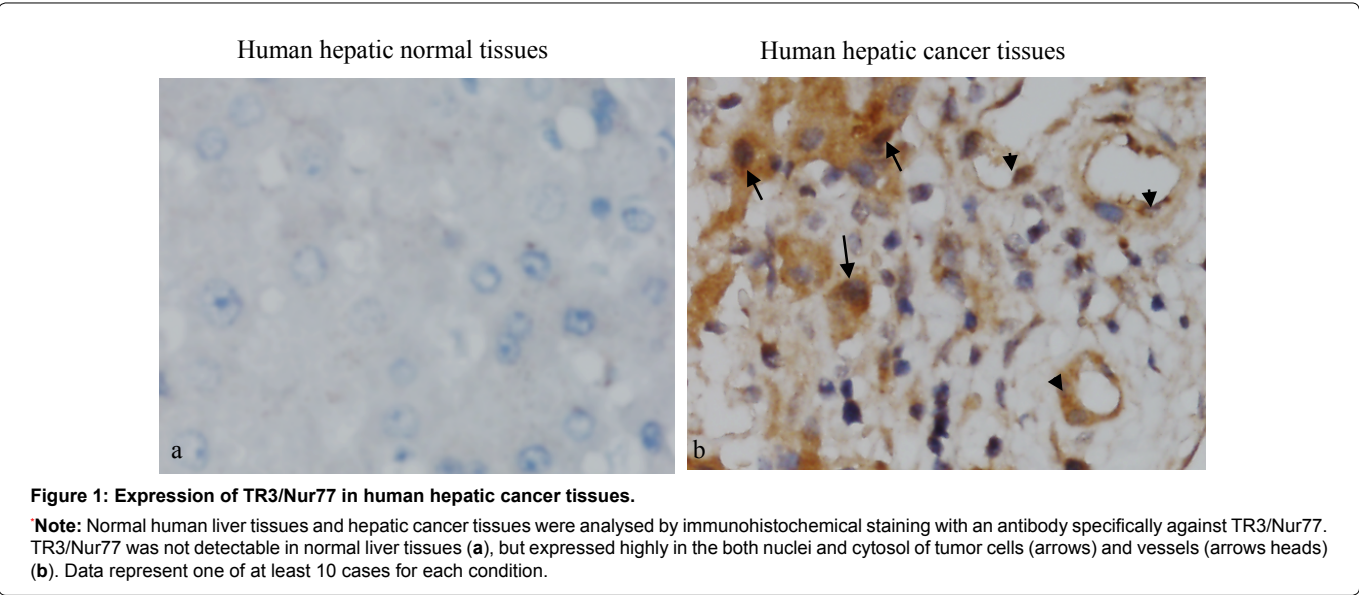 Human hepatic normal tissues
Human hepatic cancer tissues
a
b
Figure 1: Expression of TR3/Nur77 in human hepatic cancer tissues.
*Note: Normal human liver tissues and hepatic cancer tissues were analysed by immunohistochemical staining with an antibody specifically against TR3/Nur77.
TR3/Nur77 was not detectable in normal liver tissues (a), but expressed highly in the both nuclei and cytosol of tumor cells (arrows) and vessels (arrows heads)
(b). Data represent one of at least 10 cases for each condition.